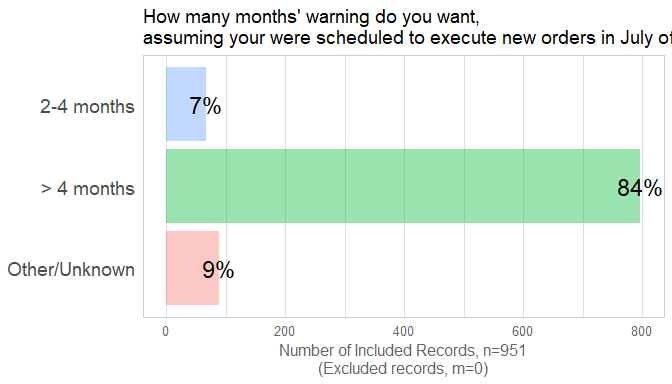 How many months' warning do you want,
assuming your were scheduled to execute new orders in July of
2-4 months
7%
> 4 months
84%
Other/Unknown
9%
0 200 400 600 800
Number of Included Records, n=951
(Excluded records, m=0)